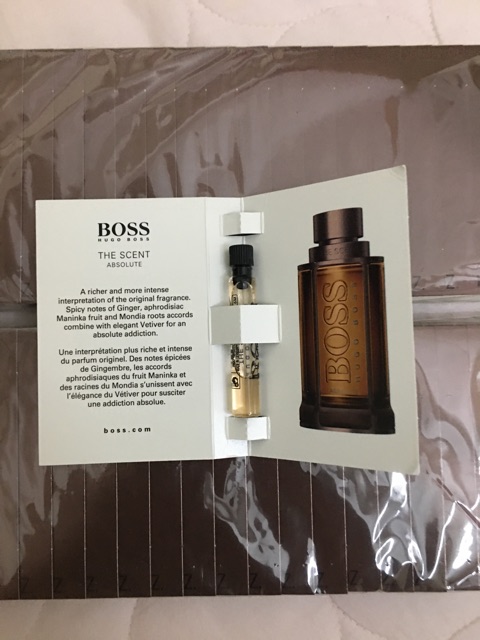 BOSS
HUGO BOSS
THE SCENT
ABSOLUTE
A richer and more intense
interpretation of the original fragrance.
Spicy notes of Ginger, aphrodisiac
Maninka fruit and Mondia roots accords
combine with elegant Vetiver for an
absolute addiction.
Une interprétation plus riche et intense
du parfum originel. Des notes épicées
de Gingembre, les accords
aphrodisiaques du fruit Maninka et
des racines du Mondia s'unissent avec
l'élégance du Vétiver pour susciter
une addiction absolue.
boss.com
BOSS
HUGO BOSS